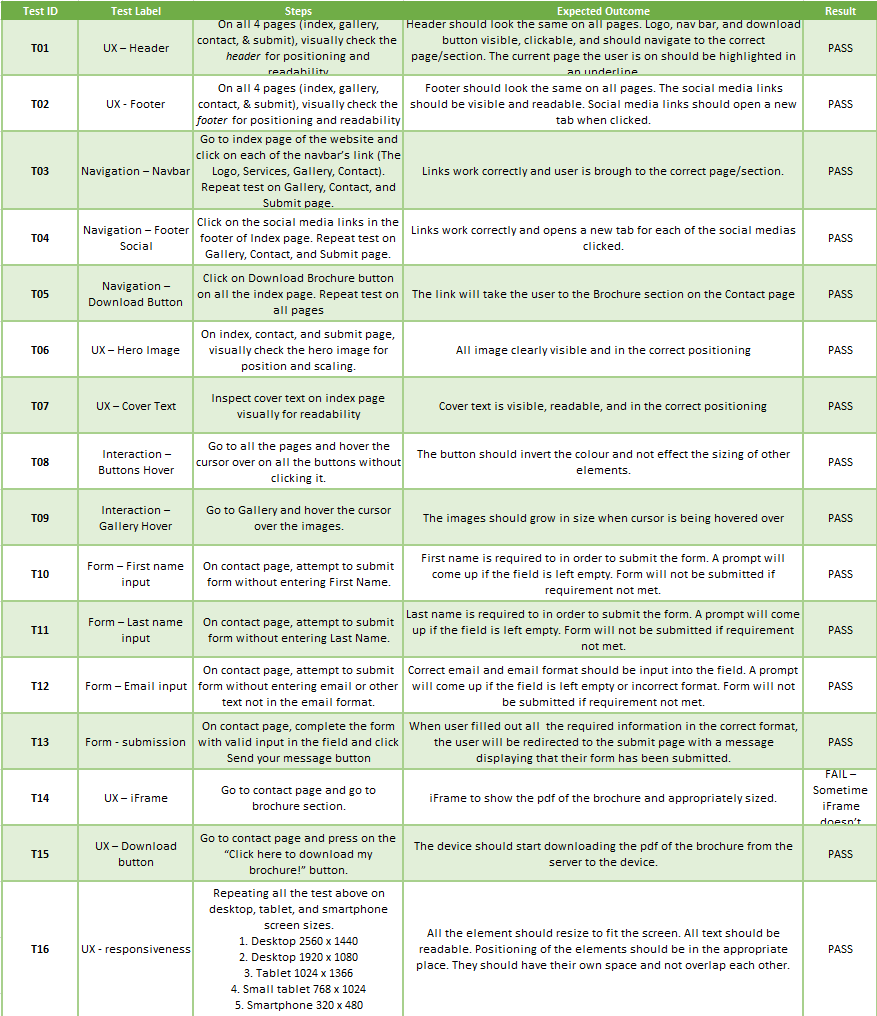 Test ID Test Label Steps Expected Outcome Result
T01
UX – Header
On all 4 pages (index, gallery,
contact, & submit), visually check the
header for positioning and
readability
Header should look the same on all pages. Logo, nav bar, and download
button visible, clickable, and should navigate to the correct
page/section. The current page the user is on should be highlighted in
an underline
PASS
T02
UX - Footer
On all 4 pages (index, gallery,
contact, & submit), visually check the
footer for positioning and readability
Footer should look the same on all pages. The social media links
should be visible and readable. Social media links should open a new
tab when clicked.
PASS
T03
Navigation – Navbar
Go to index page of the website and
click on each of the navbar's link (The
Logo, Services, Gallery, Contact).
Repeat test on Gallery, Contact, and
Submit page.
Links work correctly and user is brough to the correct page/section.
PASS
T04
Navigation – Footer
Social
Click on the social media links in the
footer of Index page. Repeat test on
Gallery, Contact, and Submit page.
Links work correctly and opens a new tab for each of the social medias
clicked.
PASS
T05
Navigation –
Download Button
Click on Download Brochure button
on all the index page. Repeat test on
all pages
The link will take the user to the Brochure section on the Contact page
PASS
T06
UX – Hero Image
On index, contact, and submit page,
visually check the hero image for
position and scaling.
All image clearly visible and in the correct positioning
PASS
T07
UX – Cover Text
Inspect cover text on index page
visually for readability
Cover text is visible, readable, and in the correct positioning
PASS
T08
Interaction –
Buttons Hover
Go to all the pages and hover the
cursor over on all the buttons without
clicking it.
The button should invert the colour and not effect the sizing of other
elements.
PASS
T09
Interaction –
Gallery Hover
Go to Gallery and hover the cursor
over the images.
The images should grow in size when cursor is being hovered over
PASS
T10
Form – First name
input
On contact page, attempt to submit
form without entering First Name.
First name is required to in order to submit the form. A prompt will
come up if the field is left empty. Form will not be submitted if
requirement not met.
PASS
T11
Form – Last name
input
On contact page, attempt to submit
form without entering Last Name.
Last name is required to in order to submit the form. A prompt will come
up if the field is left empty. Form will not be submitted if requirement
not met.
PASS
T12
Form – Email input
On contact page, attempt to submit
form without entering email or other
text not in the email format.
Correct email and email format should be input into the field. A prompt
will come up if the field is left empty or incorrect format. Form will not
be submitted if requirement not met.
PASS
T13
Form - submission
On contact page, complete the form
with valid input in the field and click
Send your message button
When user filled out all the required information in the correct format,
the user will be redirected to the submit page with a message
displaying that their form has been submitted.
PASS
T14
UX – iFrame
Go to contact page and go to
brochure section.
iFrame to show the pdf of the brochure and appropriately sized.
FAIL –
Sometime
iFrame
doesn't
T15
UX – Download
button
Go to contact page and press on the
“Click here to download my
brochure!” button.
The device should start downloading the pdf of the brochure from the
server to the device.
PASS
T16
UX - responsiveness
Repeating all the test above on
desktop, tablet, and smartphone
screen sizes.
1. Desktop 2560 x 1440
2. Desktop 1920 x 1080
3. Tablet 1024 x 1366
4. Small tablet 768 x 1024
5. Smartphone 320 x 480
All the element should resize to fit the screen. All text should be
readable. Positioning of the elements should be in the appropriate
place. They should have their own space and not overlap each other.
PASS